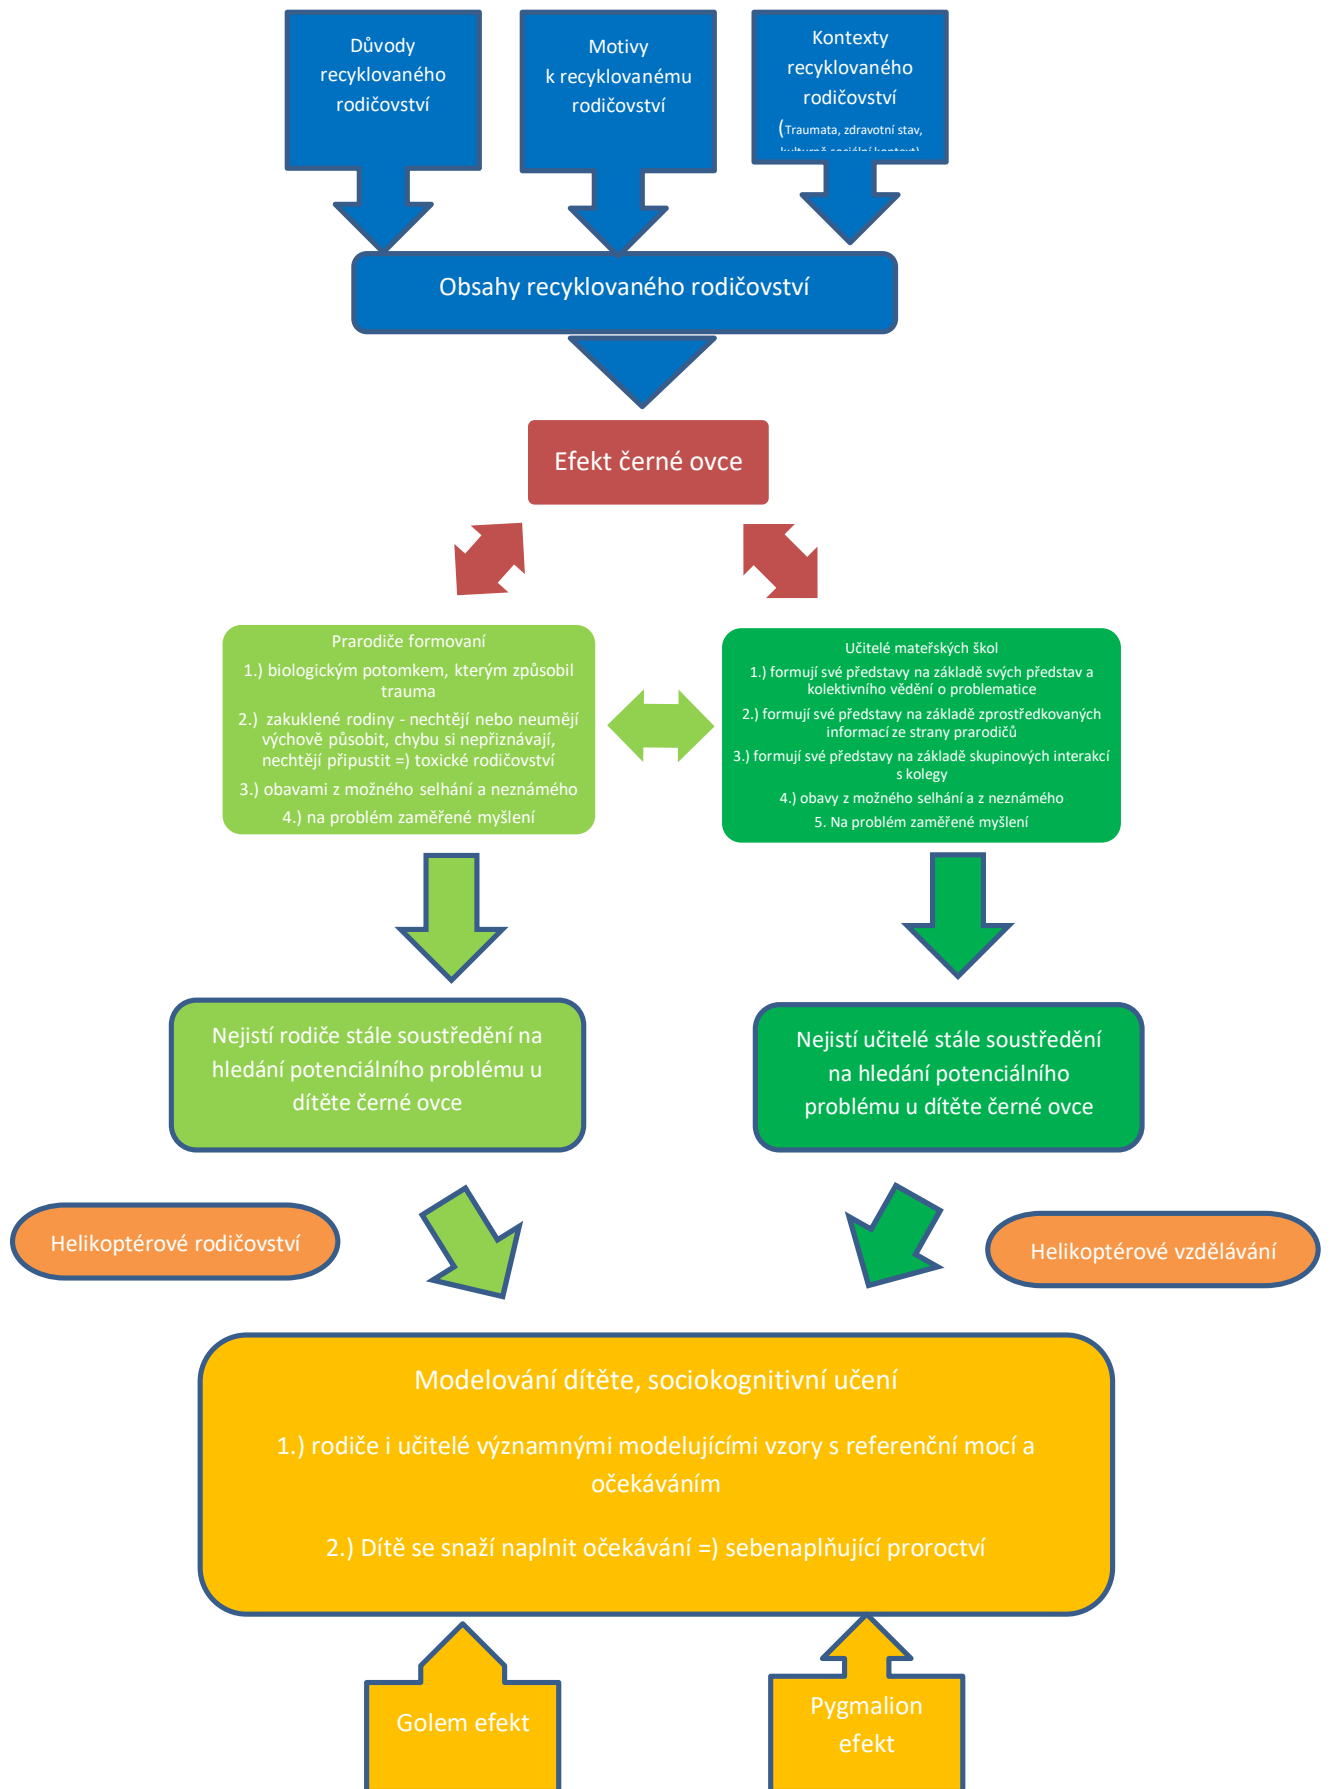 Důvody
recyklovaného
rodičovství
Motivy
k recyklovanému
rodičovství
Kontexty
recyklovaného
rodičovství
(Traumata, zdravotní stav,
kulturně sociální kontext)
Obsahy recyklovaného rodičovství
Efekt černé ovce
Prarodiče formovaní
1.) biologickým potomkem, kterým způsobil
trauma
2.) zakuklené rodiny - nechtějí nebo neumějí
výchově působit, chybu si nepřiznávají,
nechtějí připustit =) toxické rodičovství
3.) obavami z možného selhání a neznámého
4.) na problém zaměřené myšlení
Učitelé mateřských škol
1.) formují své představy na základě svých představ a
kolektivního vědění o problematice
2.) formují své představy na základě zprostředkovaných
informací ze strany prarodičů
3.) formují své představy na základě skupinových interakcí
s kolegy
4.) obavy z možného selhání a z neznámého
5. Na problém zaměřené myšlení
Nejistí rodiče stále soustředění na
hledání potenciálního problému u
dítěte černé ovce
Nejistí učitelé stále soustředění
na hledání potenciálního
problému u dítěte černé ovce
Helikoptérové rodičovství
Helikoptérové vzdělávání
Modelování dítěte, sociokognitivní učení
1.) rodiče i učitelé významnými modelujícími vzory s referenční mocí a
očekáváním
2.) Dítě se snaží naplnit očekávání =) sebenaplňující proroctví
Golem efekt
Pygmalion
efekt